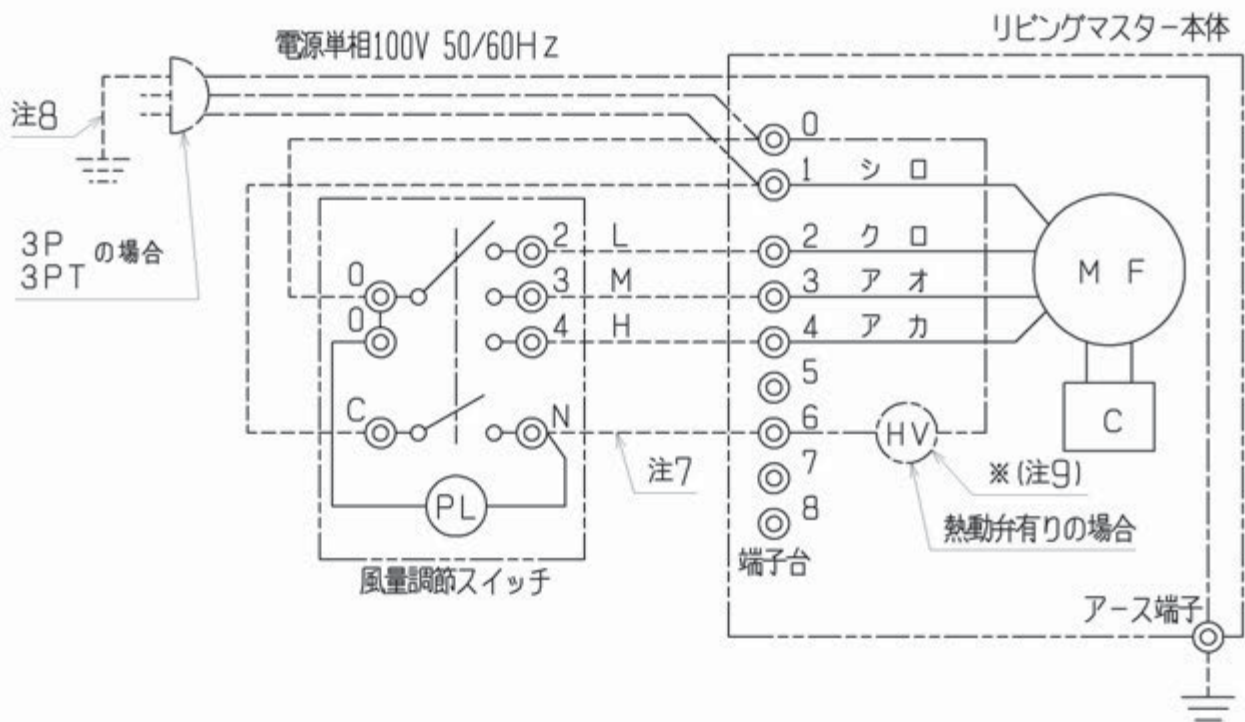 リビングマスター本体
電源単相100V 50/60Hz
注8
3P の場合
3PT
0
1 シロ
2 L
2 クロ
3 M
3 アオ
4 H
4 アカ
0
0
C
N
5
6
7
8
MF
C
HV
PL
注7
※(注9)
熱動弁有りの場合
端子台
風量調節スイッチ
アース端子